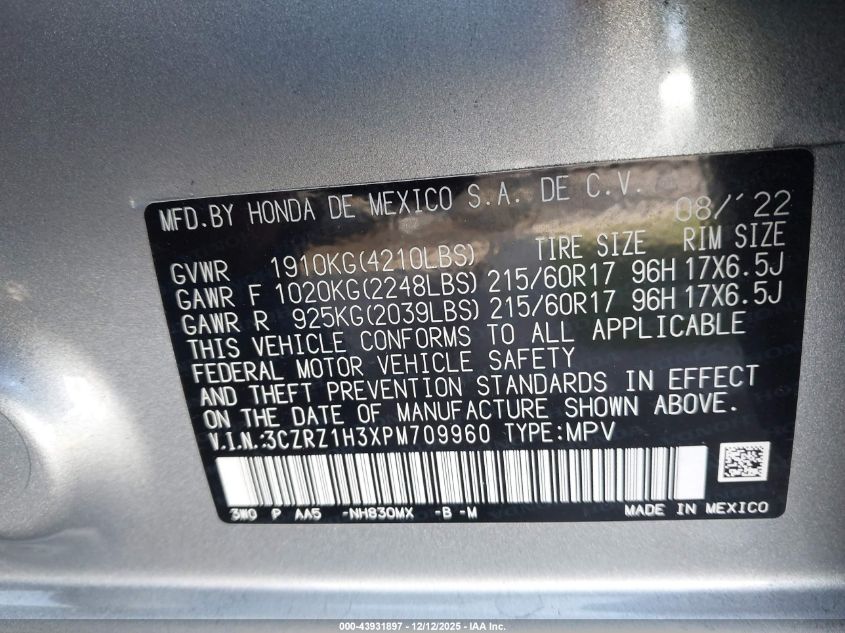 MFD.BY HONDA DE MEXICO S.A. DE C.V. 08/'22
GVWR 1910KG(4210LBS) TIRE SIZE RIM SIZE
GAWR F 1020KG(2248LBS) 215/60R17 96H 17X6.5J
GAWR R 925KG(2039LBS) 215/60R17 96H 17X6.5J
THIS VEHICLE CONFORMS TO ALL APPLICABLE
FEDERAL MOTOR VEHICLE SAFETY
AND THEFT PREVENTION STANDARDS IN EFFECT
ON THE DATE OF MANUFACTURE SHOWN ABOVE.
V.I.N.:3CZRZ1H3XPM709960 TYPE:MPV
3W0 P AA5 -NH830MX -B -M MADE IN MEXICO
000-43931897 - 12/12/2025 - IAA Inc.